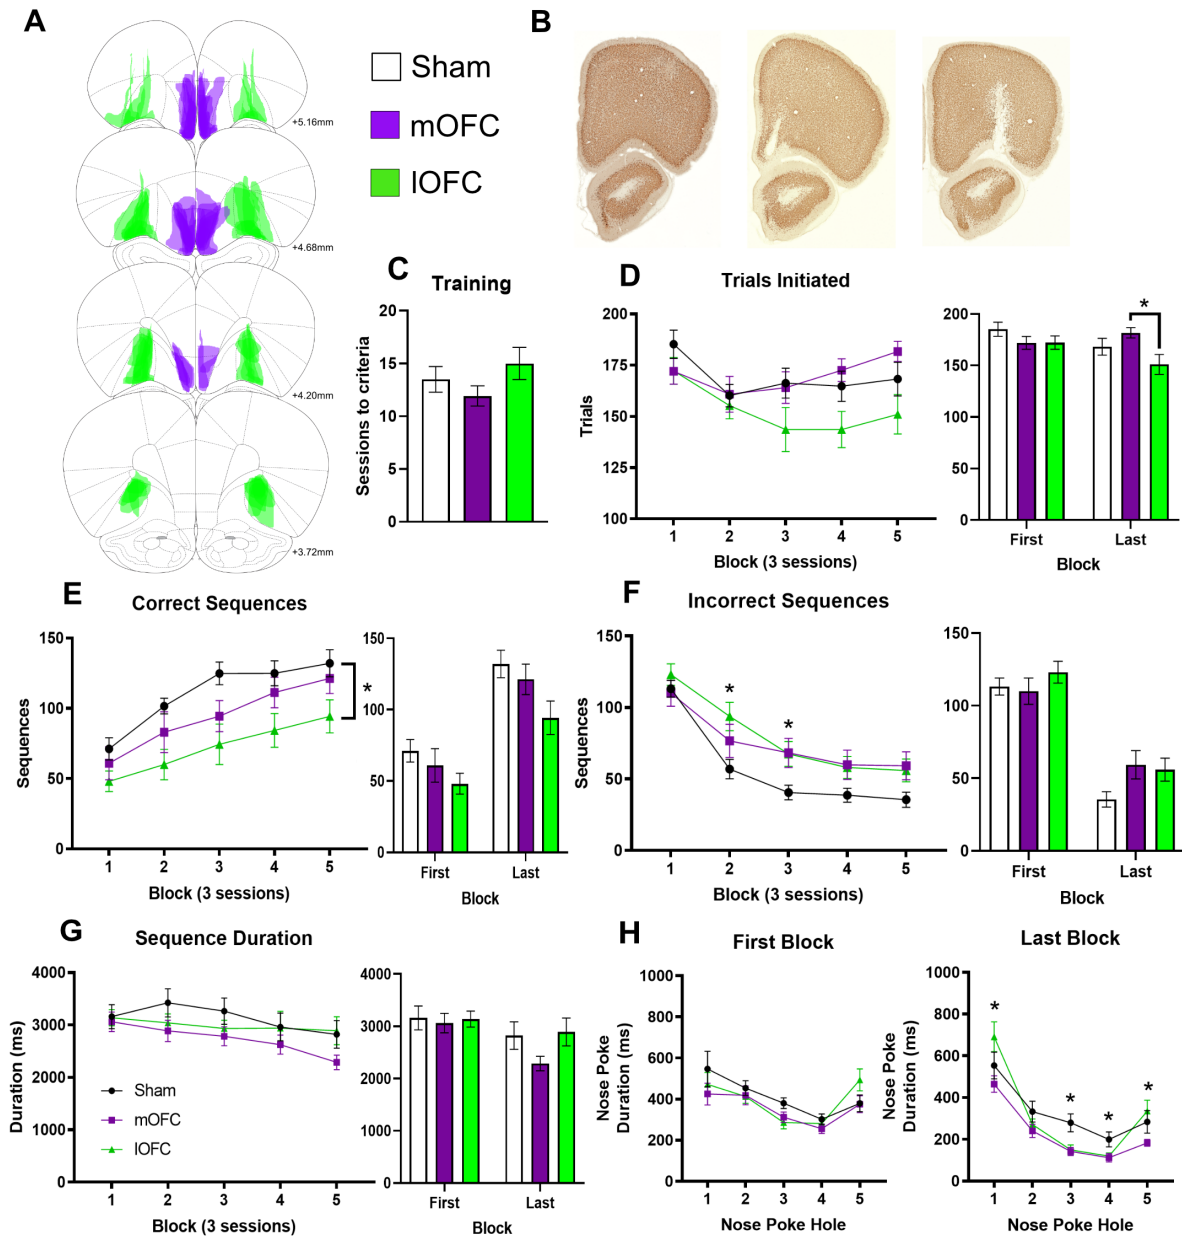 A
Sham
mOFC
lOFC
+5.16mm
+4.68mm
+4.20mm
+3.72mm
B
C
Training
Sessions to criteria
20
15
10
5
0
D
Trials Initiated
Trials
200
175
150
125
100
1 2 3 4 5
Block (3 sessions)
200
150
100
50
0
*
First Last
Block
E
Correct Sequences
Sequences
150
100
50
0
*
1 2 3 4 5
Block (3 sessions)
150
100
50
0
First Last
Block
F
Incorrect Sequences
Sequences
150
100
50
0
* *
1 2 3 4 5
Block (3 sessions)
150
100
50
0
First Last
Block
G
Sequence Duration
Duration (ms)
4000
3000
2000
1000
0
Sham
mOFC
lOFC
1 2 3 4 5
Block (3 sessions)
4000
3000
2000
1000
0
First Last
Block
H
First Block
Nose Poke
Duration (ms)
1000
800
600
400
200
0
1 2 3 4 5
Nose Poke Hole
Last Block
Nose Poke
Duration (ms)
1000
800
600
400
200
0
* * * *
1 2 3 4 5
Nose Poke Hole